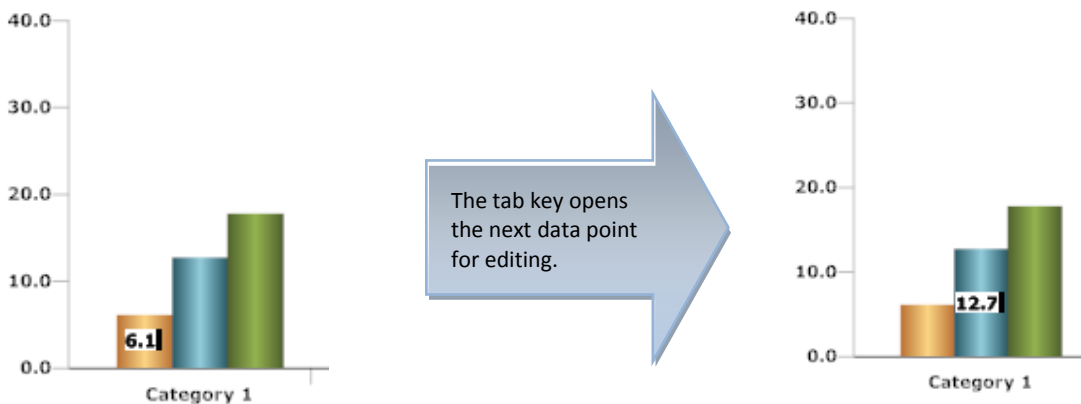 40.0
30.0
20.0
10.0
0.0
6.1
Category 1
The tab key opens
the next data point
for editing.
40.0
30.0
20.0
10.0
0.0
12.7
Category 1